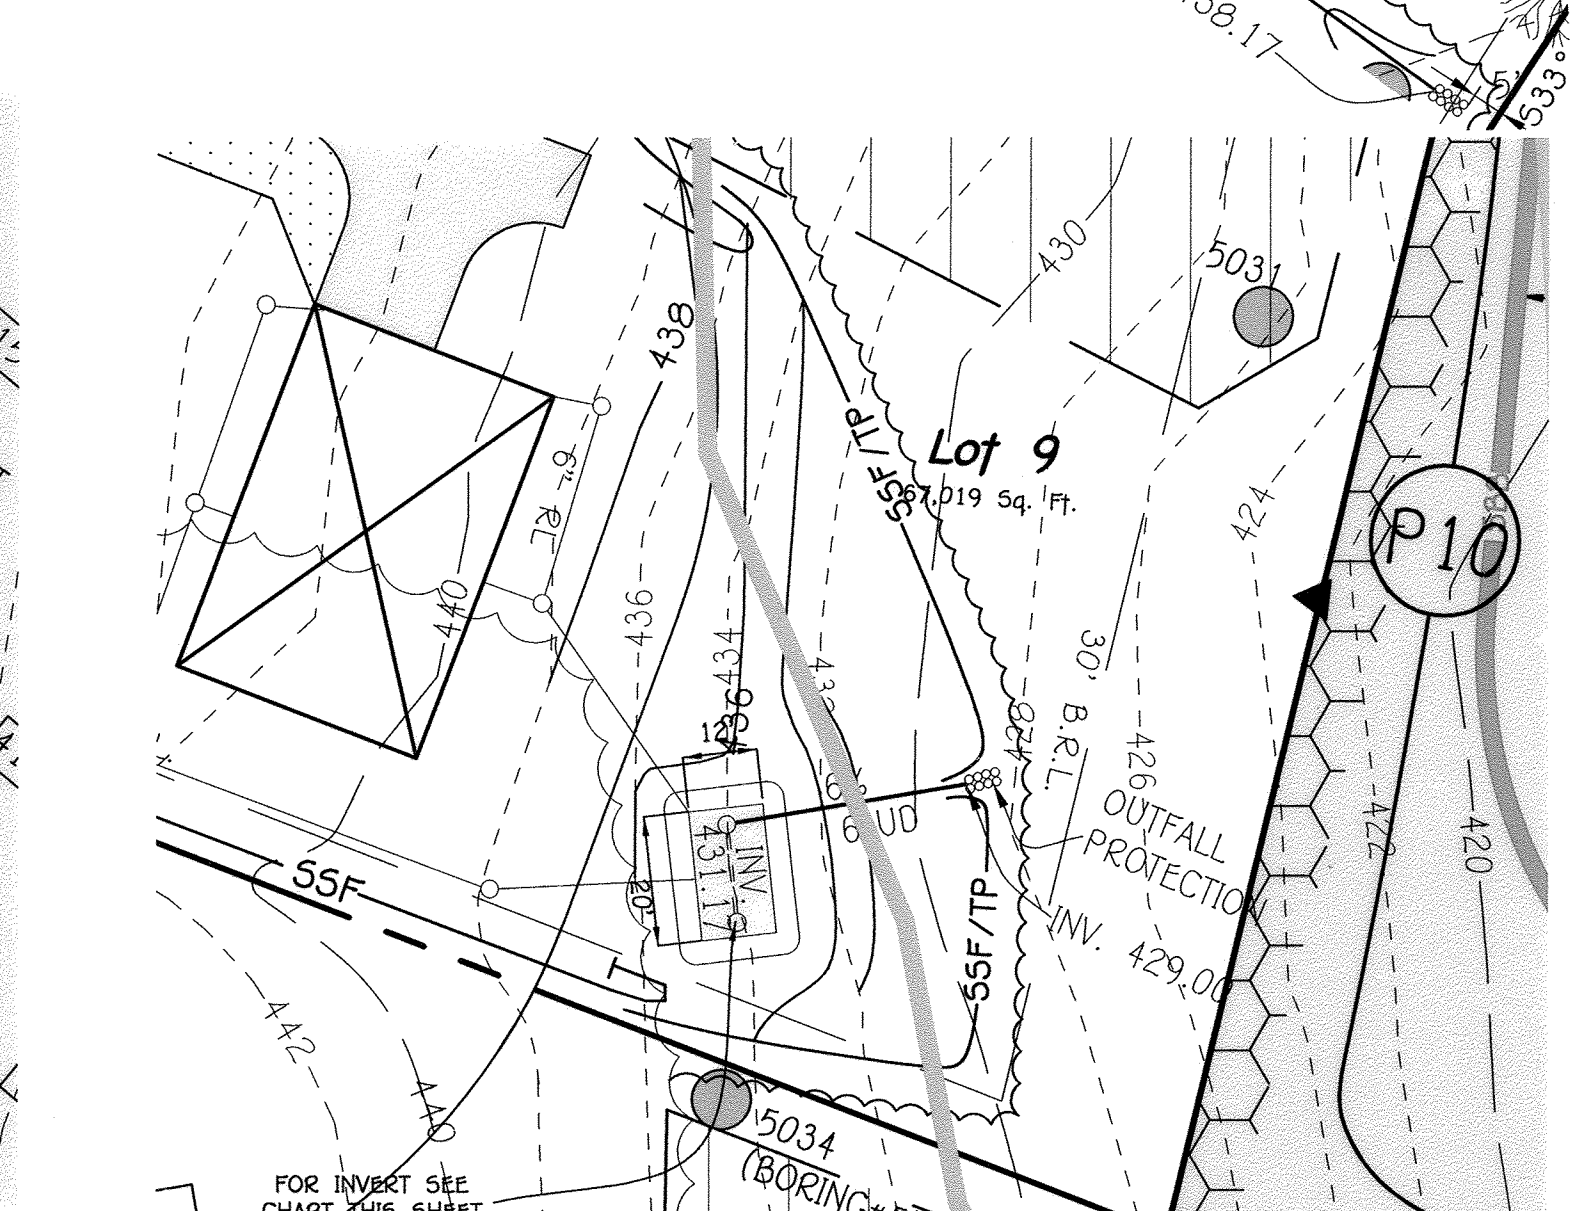 58.17
5'
533°
430
5031
438
SSF/TP
Lot 9
67,019 Sq. Ft.
424
P10
6' RL
440
436
434
436
12'
30' B.R.L.
428
426
422
420
6" UD
OUTFALL
PROTECTION
INV.
431.17
20'
SSF
SSF/TP
INV. 429.00
442
440
5034
(BORING
FOR INVERT SEE
CHART THIS SHEET